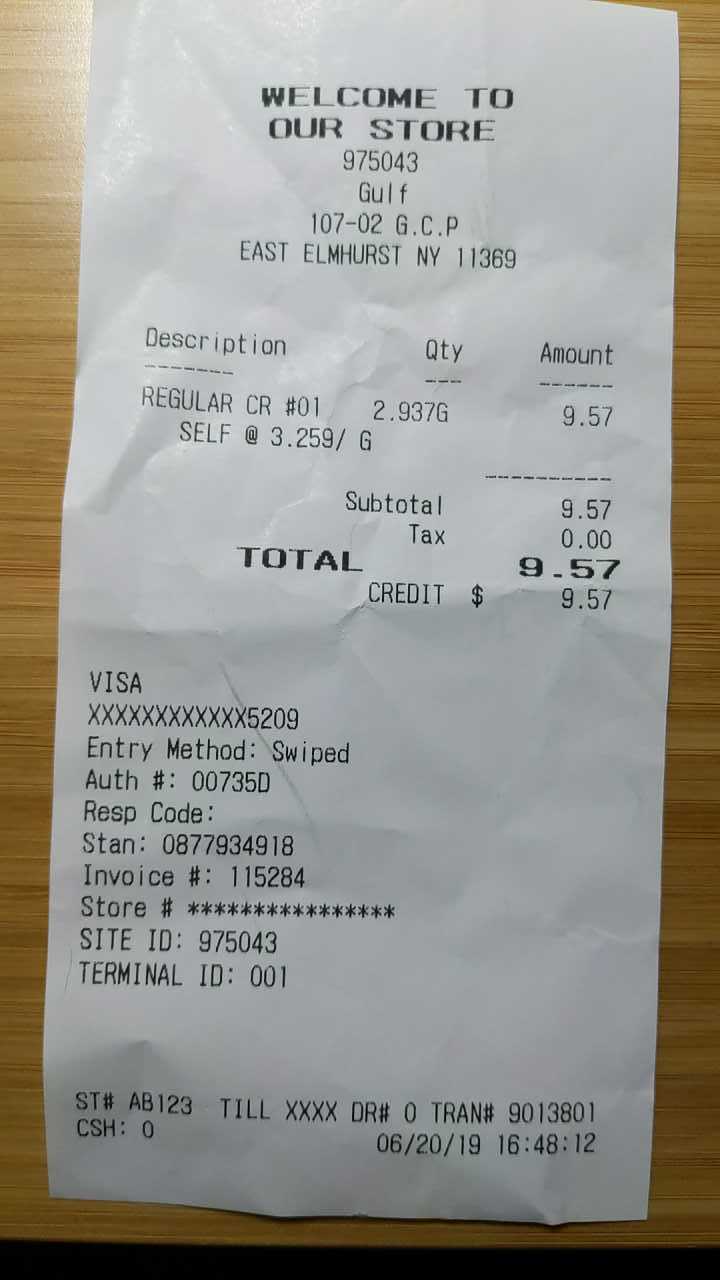 WELCOME TO
OUR STORE
975043
Gulf
107-02 G.C.P
EAST ELMHURST NY 11369
Description Qty Amount
------- --- ------
REGULAR CR #01 2.937G 9.57
SELF @ 3.259/ G
----------
Subtotal 9.57
Tax 0.00
TOTAL 9.57
CREDIT $ 9.57
VISA
XXXXXXXXXXXX5209
Entry Method: Swiped
Auth #: 00735D
Resp Code:
Stan: 0877934918
Invoice #: 115284
Store # ****************
SITE ID: 975043
TERMINAL ID: 001
ST# AB123 TILL XXXX DR# 0 TRAN# 9013801
CSH: 0 06/20/19 16:48:12